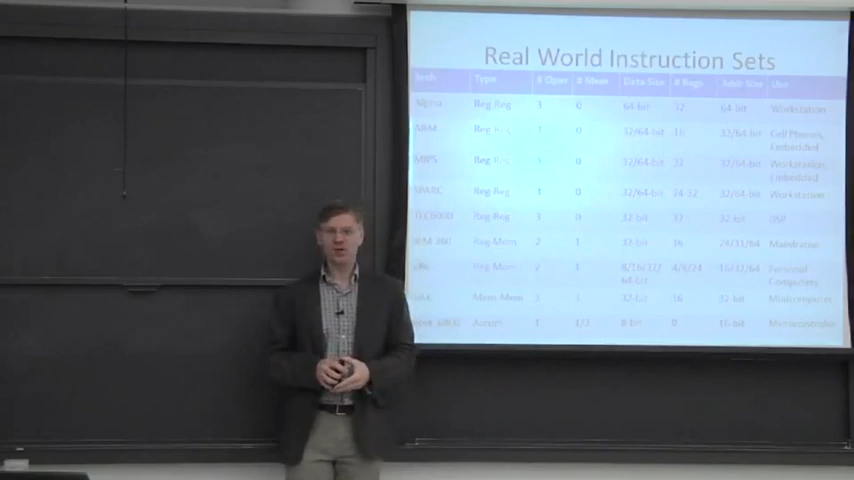 Real World Instruction Sets
Arch Type # Oper # Mem Data Size # Regs Addr Size Use
Alpha Reg-Reg 3 0 64-bit 32 64-bit Workstation
ARM Reg-Reg 3 0 32/64-bit 16 32/64-bit Cell Phones,
Embedded
MIPS Reg-Reg 3 0 32/64-bit 32 32/64-bit Workstation,
Embedded
SPARC Reg-Reg 3 0 32/64-bit 24-32 32/64-bit Workstation
Reg-Reg 3 0 32-bit 32 32-bit DSP
IBM 360 Reg-Mem 2 1 32-bit 16 24/31/64 Mainframe
x86 Reg-Mem 2 1 8/16/32/ 4/8/24 16/32/64 Personal
64-bit Computers
VAX Mem-Mem 3 3 32-bit 16 32-bit Minicomputer
Accum. 1 1/2 8-bit 0 16-bit Microcontroller